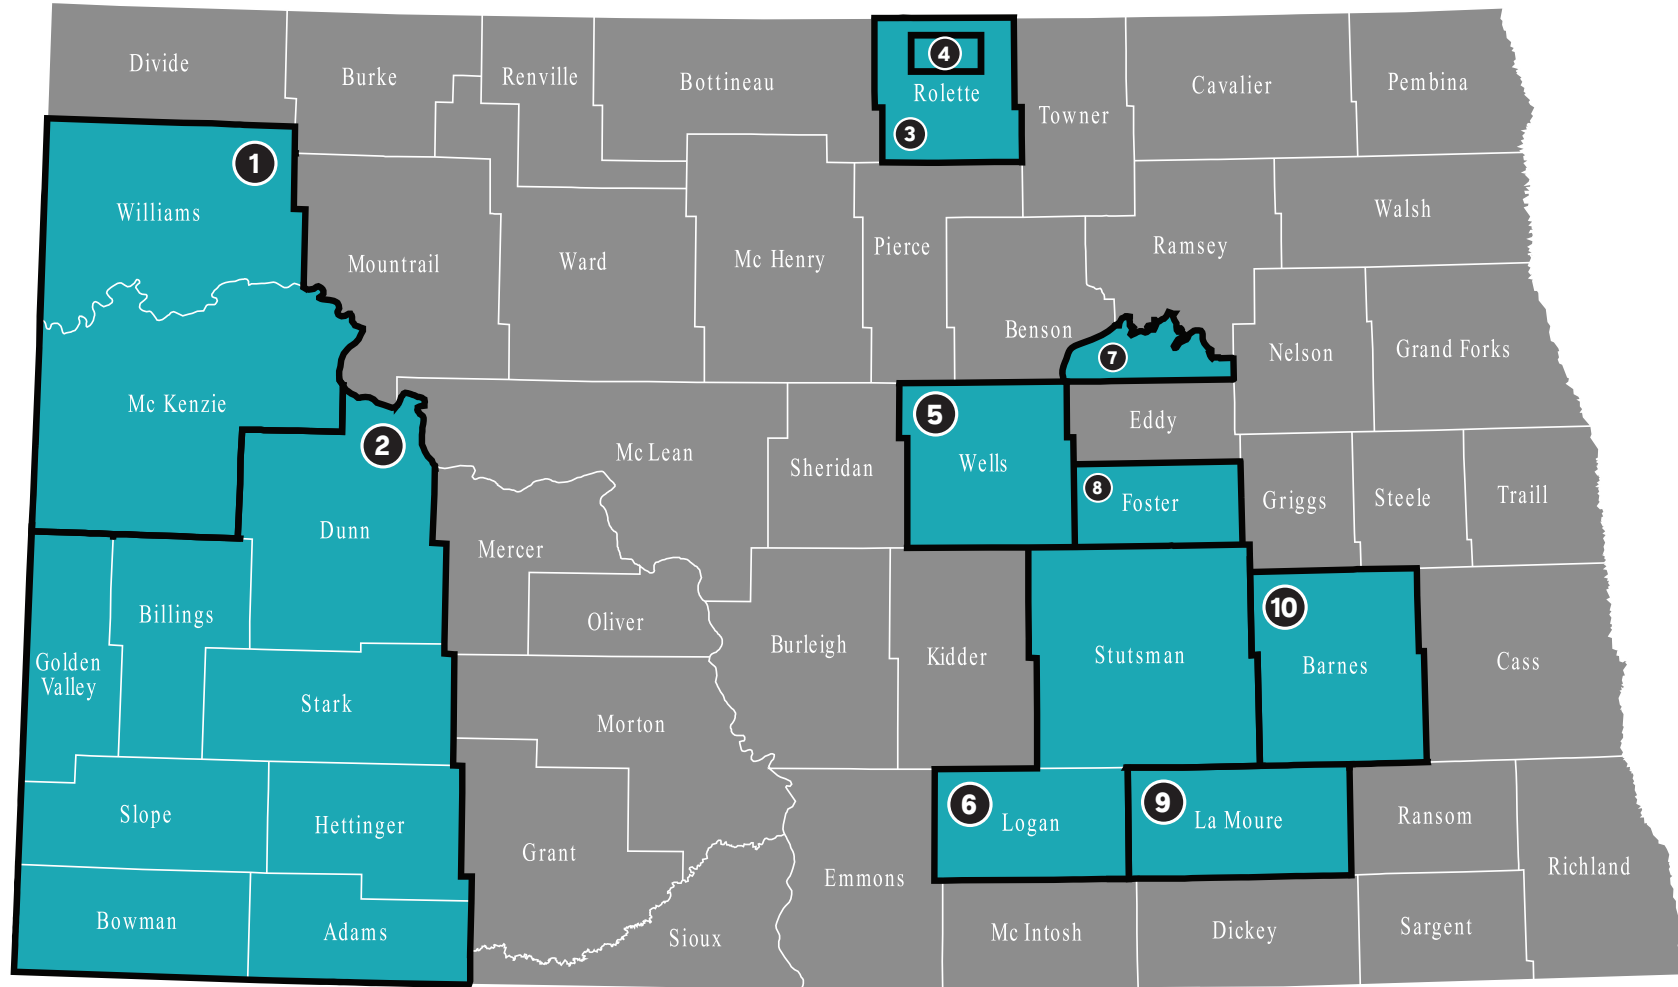 Divide
Burke
Renville
Bottineau
4
Rolette
3
Towner
Cavalier
Pembina
1
Williams
Mountrail
Ward
Mc Henry
Pierce
Ramsey
Walsh
Benson
7
Nelson
Grand Forks
Mc Kenzie
2
Mc Lean
Sheridan
5
Wells
Eddy
8
Foster
Griggs
Steele
Traill
Dunn
Mercer
Oliver
Billings
Golden
Valley
Stark
Morton
Burleigh
Kidder
Stutsman
10
Barnes
Cass
Slope
Hettinger
Grant
Emmons
6
Logan
9
La Moure
Ransom
Richland
Bowman
Adams
Sioux
Mc Intosh
Dickey
Sargent